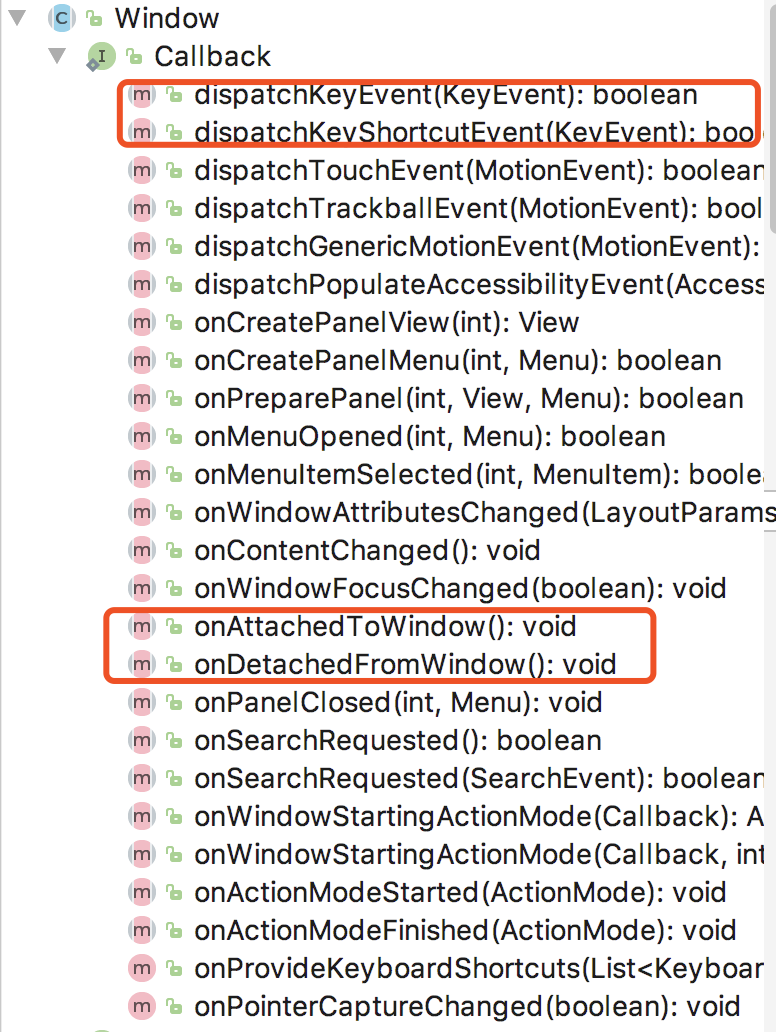 C Window
I Callback
m dispatchKeyEvent(KeyEvent): boolean
m dispatchKeyShortcutEvent(KeyEvent): bool
m dispatchTouchEvent(MotionEvent): boolean
m dispatchTrackballEvent(MotionEvent): bool
m dispatchGenericMotionEvent(MotionEvent):
m dispatchPopulateAccessibilityEvent(Access
m onCreatePanelView(int): View
m onCreatePanelMenu(int, Menu): boolean
m onPreparePanel(int, View, Menu): boolean
m onMenuOpened(int, Menu): boolean
m onMenuItemSelected(int, MenuItem): boole
m onWindowAttributesChanged(LayoutParams
m onContentChanged(): void
m onWindowFocusChanged(boolean): void
m onAttachedToWindow(): void
m onDetachedFromWindow(): void
m onPanelClosed(int, Menu): void
m onSearchRequested(): boolean
m onSearchRequested(SearchEvent): boolean
m onWindowStartingActionMode(Callback): A
m onWindowStartingActionMode(Callback, int
m onActionModeStarted(ActionMode): void
m onActionModeFinished(ActionMode): void
m onProvideKeyboardShortcuts(List<Keyboar
m onPointerCaptureChanged(boolean): void